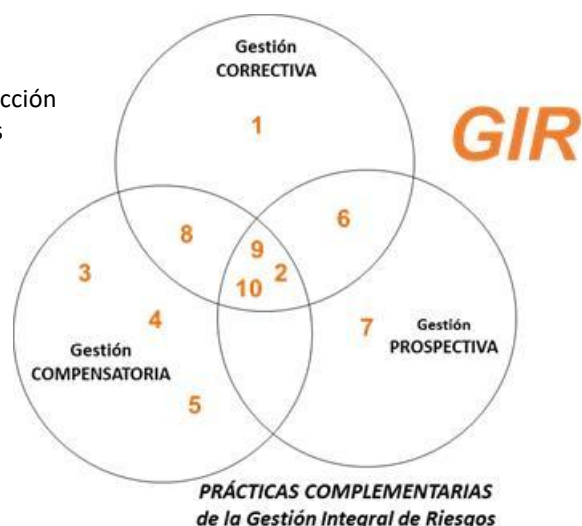 Gestión
CORRECTIVA
cción
s
1
GIR
6
8
9
3
2
10
4
7
Gestión
PROSPECTIVA
Gestión
COMPENSATORIA
5
PRÁCTICAS COMPLEMENTARIAS
de la Gestión Integral de Riesgos